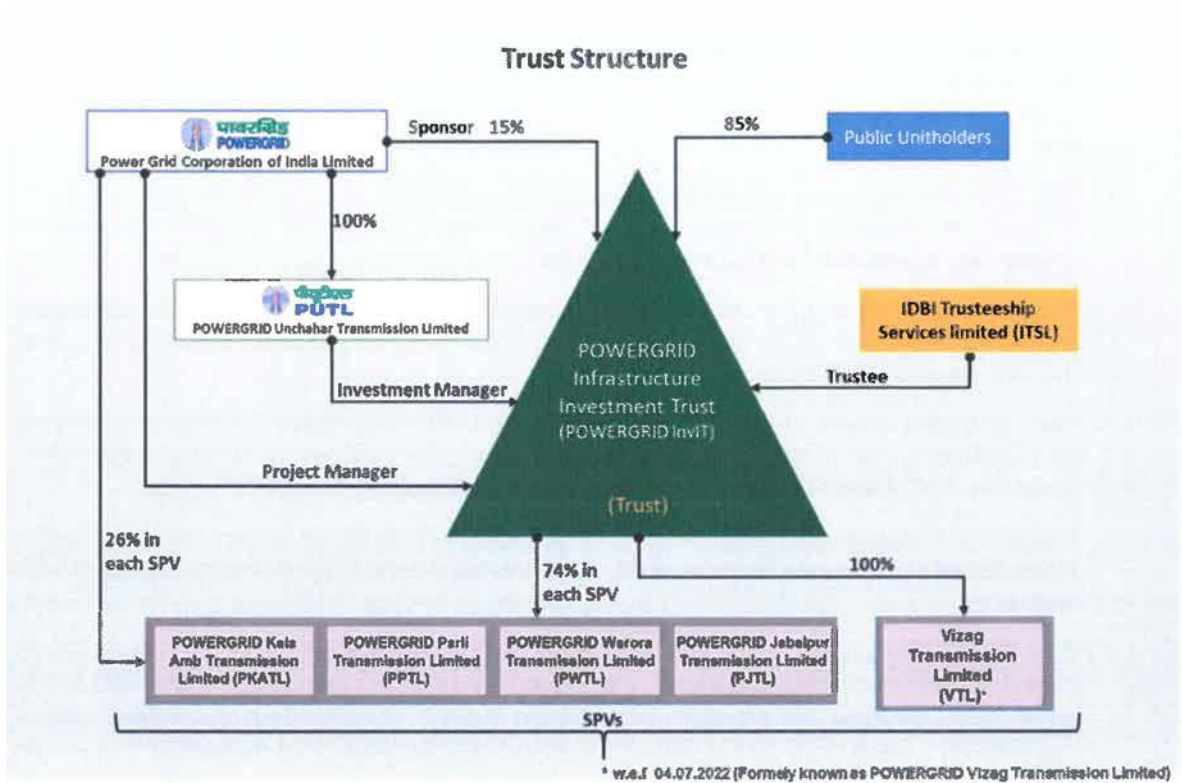 Trust Structure
पावरग्रिड
POWERGRID
Power Grid Corporation of India Limited
Sponsor 15%
85%
Public Unitholders
100%
पीयूटीएल
PUTL
POWERGRID Unchahar Transmission Limited
IDBI Trusteeship
Services limited (ITSL)
POWERGRID
Infrastructure
Investment Trust
(POWERGRID InvIT)
Investment Manager
Trustee
Project Manager
(Trust)
26% in
each SPV
74% in
each SPV
100%
POWERGRID Kala
Amb Transmission
Limited (PKATL)
POWERGRID Parli
Transmission Limited
(PPTL)
POWERGRID Warora
Transmission Limited
(PWTL)
POWERGRID Jabalpur
Transmission Limited
(PJTL)
Vizag
Transmission
Limited
(VTL)*
SPVs
* w.e.f 04.07.2022 (Formely known as POWERGRID Vizag Transmission Limited)